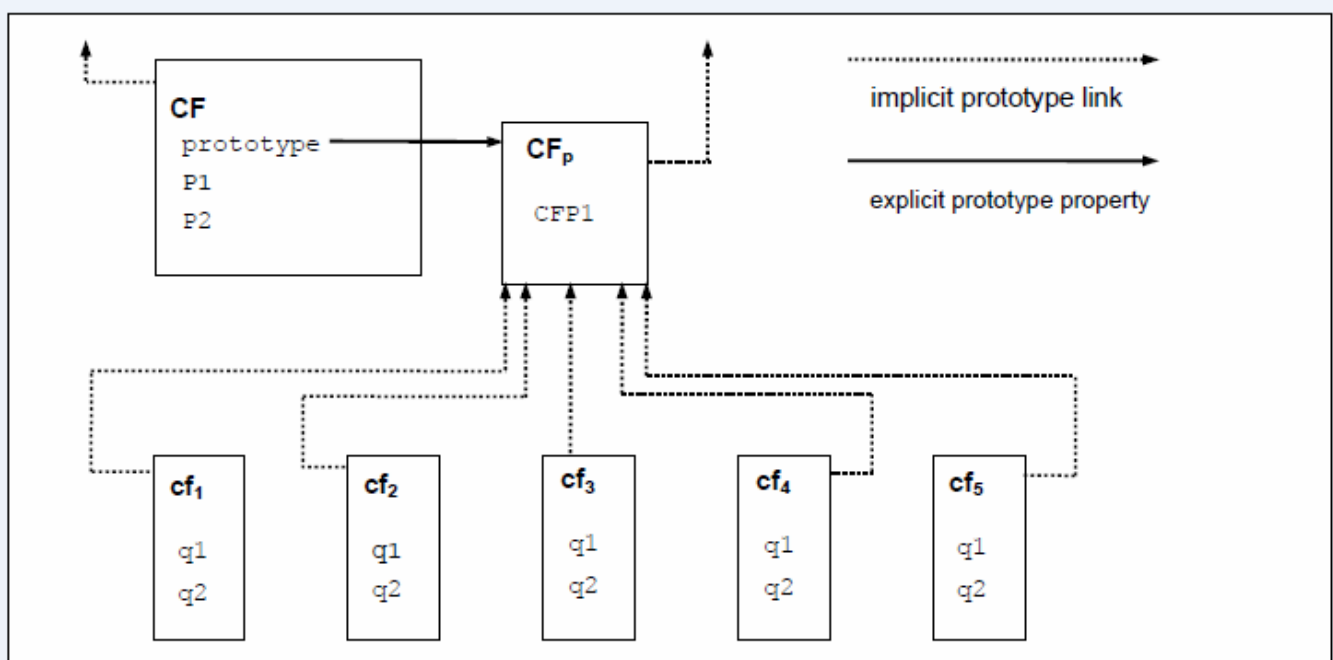 CF
prototype
P1
P2
CFp
CFP1
implicit prototype link
explicit prototype property
cf1
q1
q2
cf2
q1
q2
cf3
q1
q2
cf4
q1
q2
cf5
q1
q2